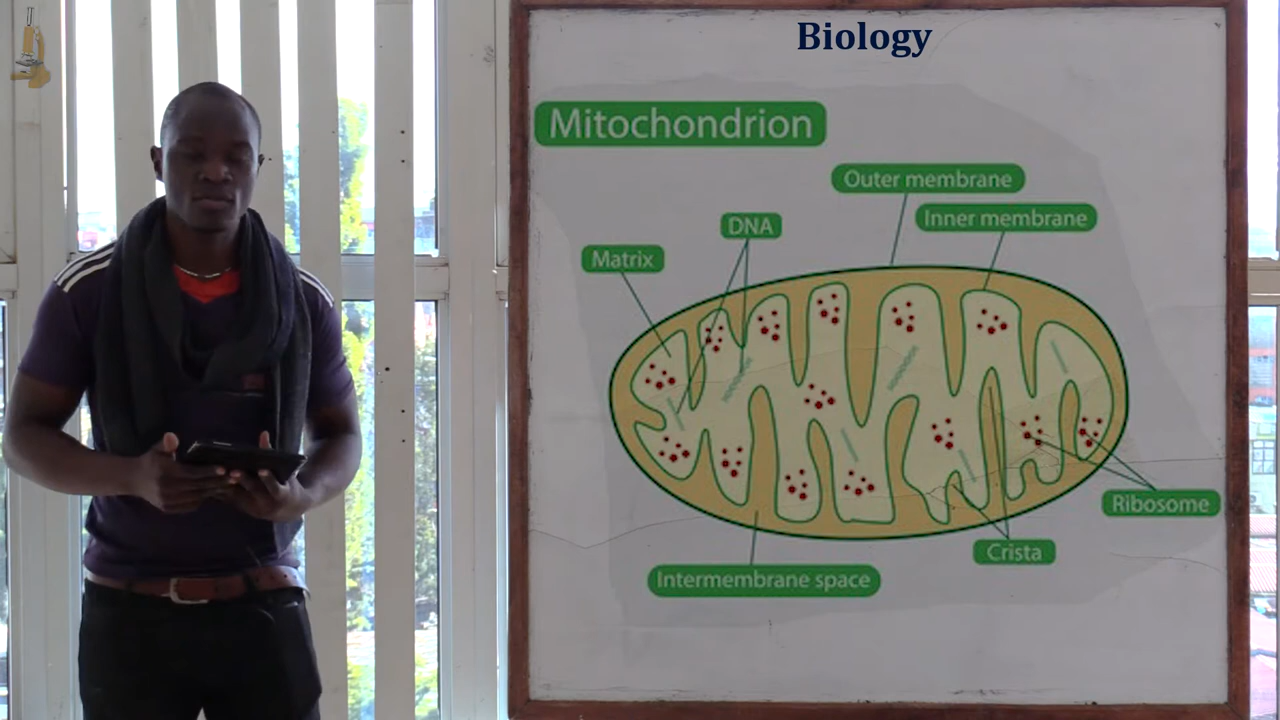 Biology
Mitochondrion
Outer membrane
Inner membrane
DNA
Matrix
Ribosome
Crista
Intermembrane space